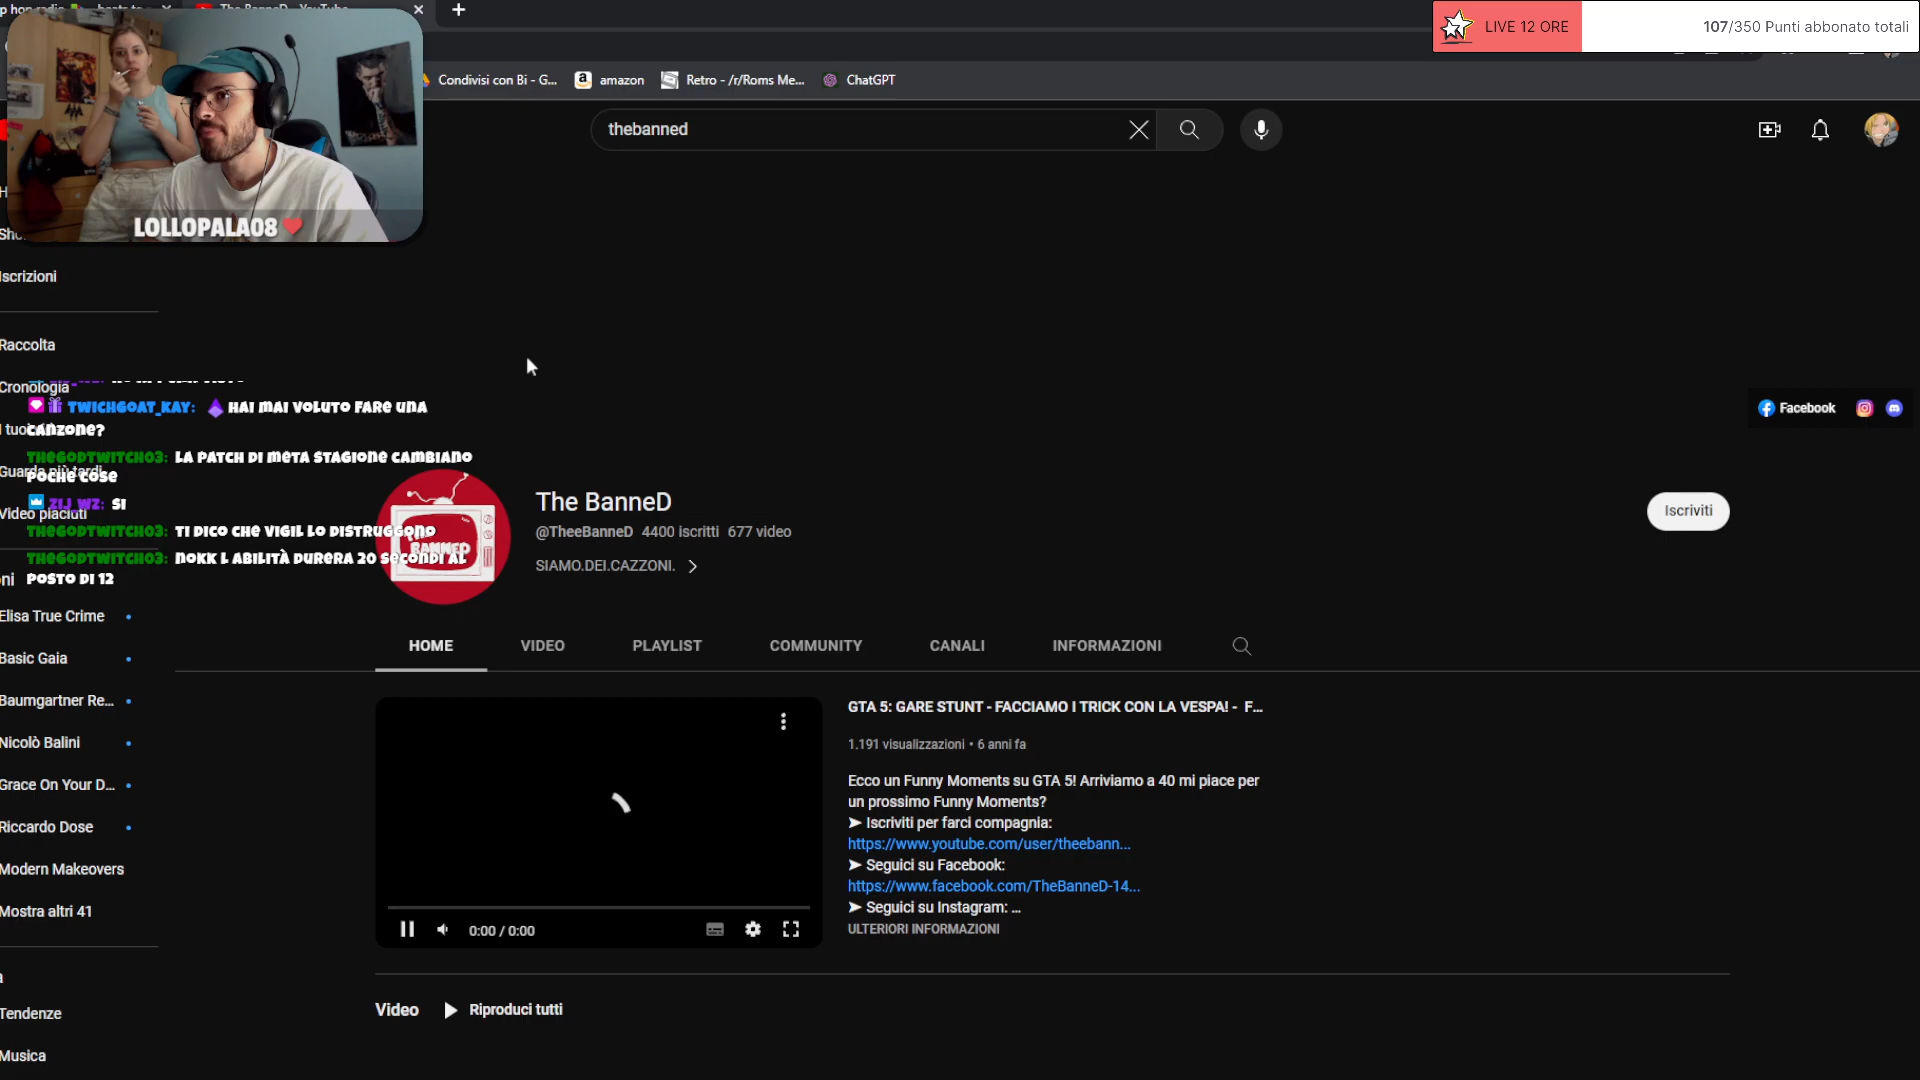 The BanneD - YouTube
LIVE 12 ORE
107/350 Punti abbonato totali
Condivisi con Bi - G...
amazon
Retro - /r/Roms Me...
ChatGPT
thebanned
LOLLOPALA08
Iscrizioni
Raccolta
Cronologia
TWICHGOAT_KAY: HAI MAI VOLUTO FARE UNA
CANZONE?
Facebook
THEGODTWITCH03: LA PATCH DI META STAGIONE CAMBIANO
POCHE COSE
Guarda più tardi
ZIJ_WZ: SI
Video piaciuti
THEGODTWITCH03: TI DICO CHE VIGIL LO DISTRUGGONO
THEGODTWITCH03: NOKK L ABILITÀ DURERA 20 SECONDI AL
POSTO DI 12
BANNED
The BanneD
@TheeBanneD 4400 iscritti 677 video
SIAMO.DEI.CAZZONI.
Iscriviti
Elisa True Crime
Basic Gaia
Baumgartner Re...
Nicolò Balini
Grace On Your D...
Riccardo Dose
Modern Makeovers
Mostra altri 41
Tendenze
Musica
HOME
VIDEO
PLAYLIST
COMMUNITY
CANALI
INFORMAZIONI
GTA 5: GARE STUNT - FACCIAMO I TRICK CON LA VESPA! - F...
1.191 visualizzazioni • 6 anni fa
Ecco un Funny Moments su GTA 5! Arriviamo a 40 mi piace per
un prossimo Funny Moments?
➤ Iscriviti per farci compagnia:
https://www.youtube.com/user/theebann...
➤ Seguici su Facebook:
https://www.facebook.com/TheBanneD-14...
➤ Seguici su Instagram: ...
ULTERIORI INFORMAZIONI
0:00 / 0:00
Video
Riproduci tutti